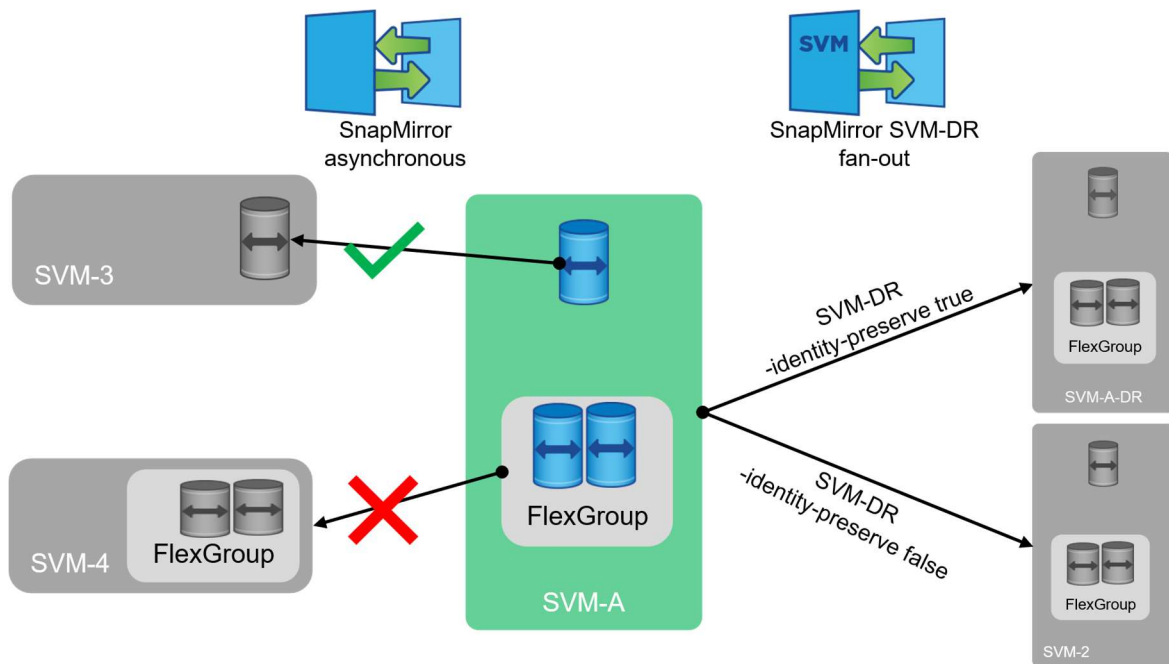 SVM
SnapMirror
asynchronous
SnapMirror SVM-DR
fan-out
SVM-3
SVM-DR
-identity-preserve true
FlexGroup
SVM-A-DR
FlexGroup
SVM-4
FlexGroup
SVM-A
SVM-DR
-identity-preserve false
FlexGroup
SVM-2